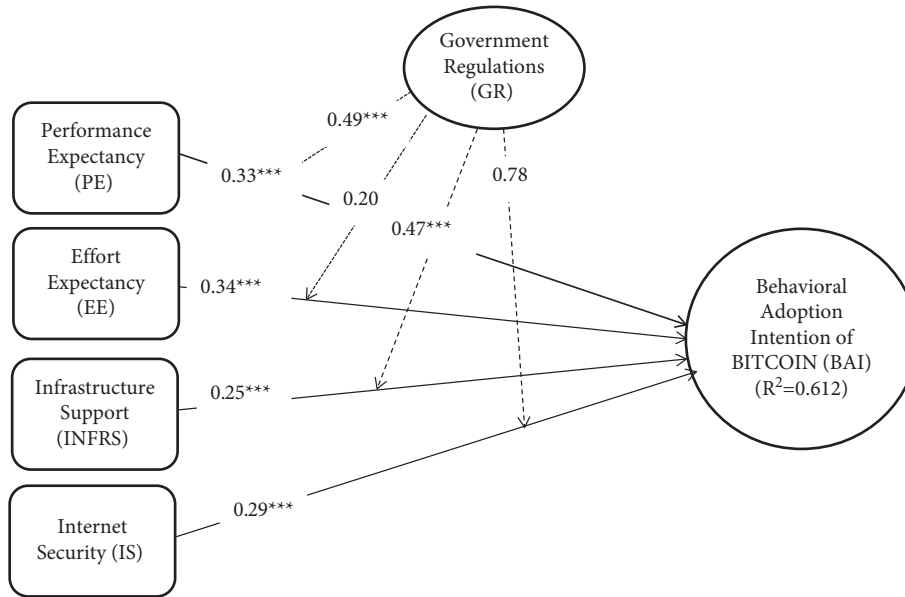 Government
Regulations
(GR)
0.49***
Performance
Expectancy
(PE)
0.33***
0.78
0.20
0.47***
Effort
Expectancy
(EE)
0.34***
Behavioral
Adoption
Intention of
BITCOIN (BAI)
(R²=0.612)
Infrastructure
Support
(INFRS)
0.25***
0.29***
Internet
Security (IS)